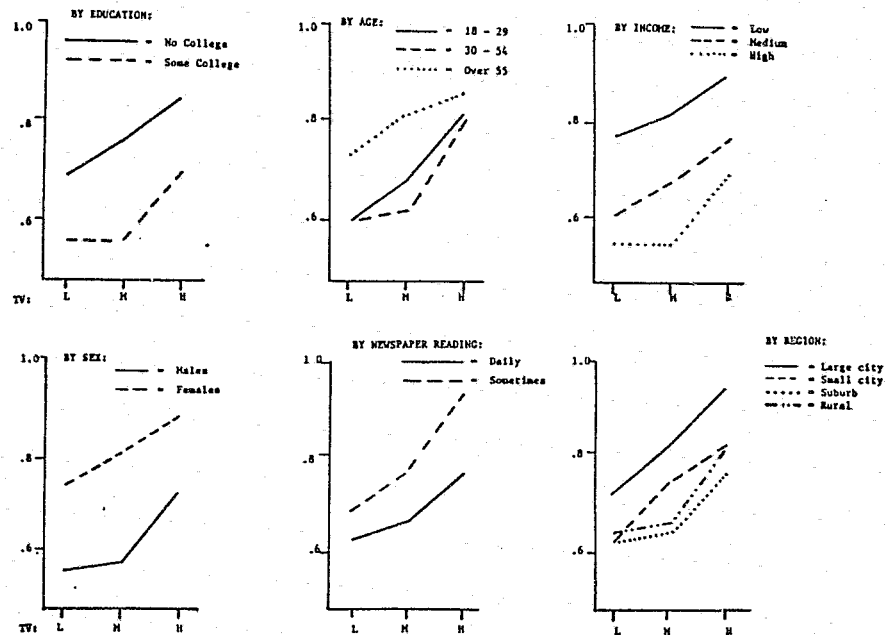 BY EDUCATION:
1.0
- No College
- Some College
.8
.6
TV: L M H
BY AGE:
1.0
- 18 - 29
- 30 - 54
- Over 55
.8
.6
L M H
BY INCOME:
1.0
- Low
- Medium
- High
.8
.6
L M
BY SEX:
1.0
- Males
- Females
.8
.6
TV: L M H
BY NEWSPAPER READING:
1.0
- Daily
- Sometimes
.8
.6
L M H
BY REGION:
1.0
- Large city
- Small city
- Suburb
- Rural
.8
.6
L M H